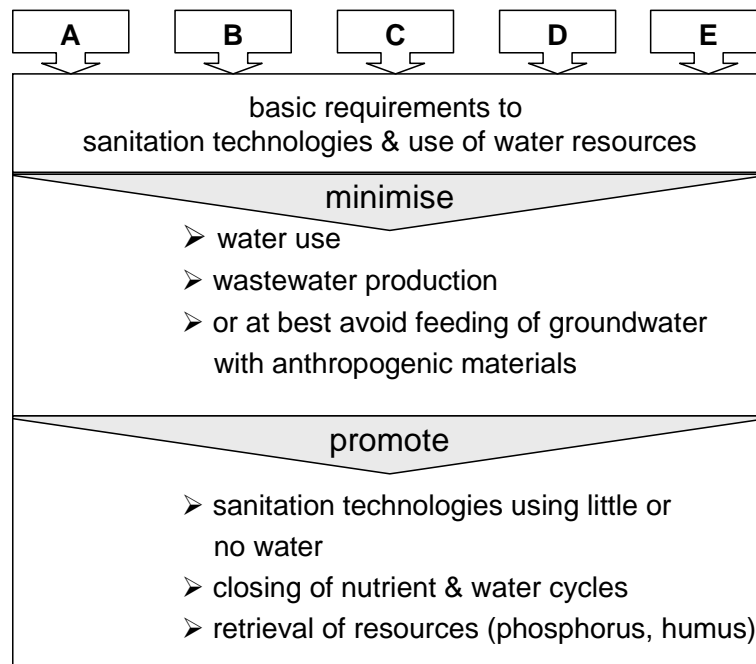 A B C D E
basic requirements to
sanitation technologies & use of water resources
minimise
➢ water use
➢ wastewater production
➢ or at best avoid feeding of groundwater
with anthropogenic materials
promote
➢ sanitation technologies using little or
no water
➢ closing of nutrient & water cycles
➢ retrieval of resources (phosphorus, humus)